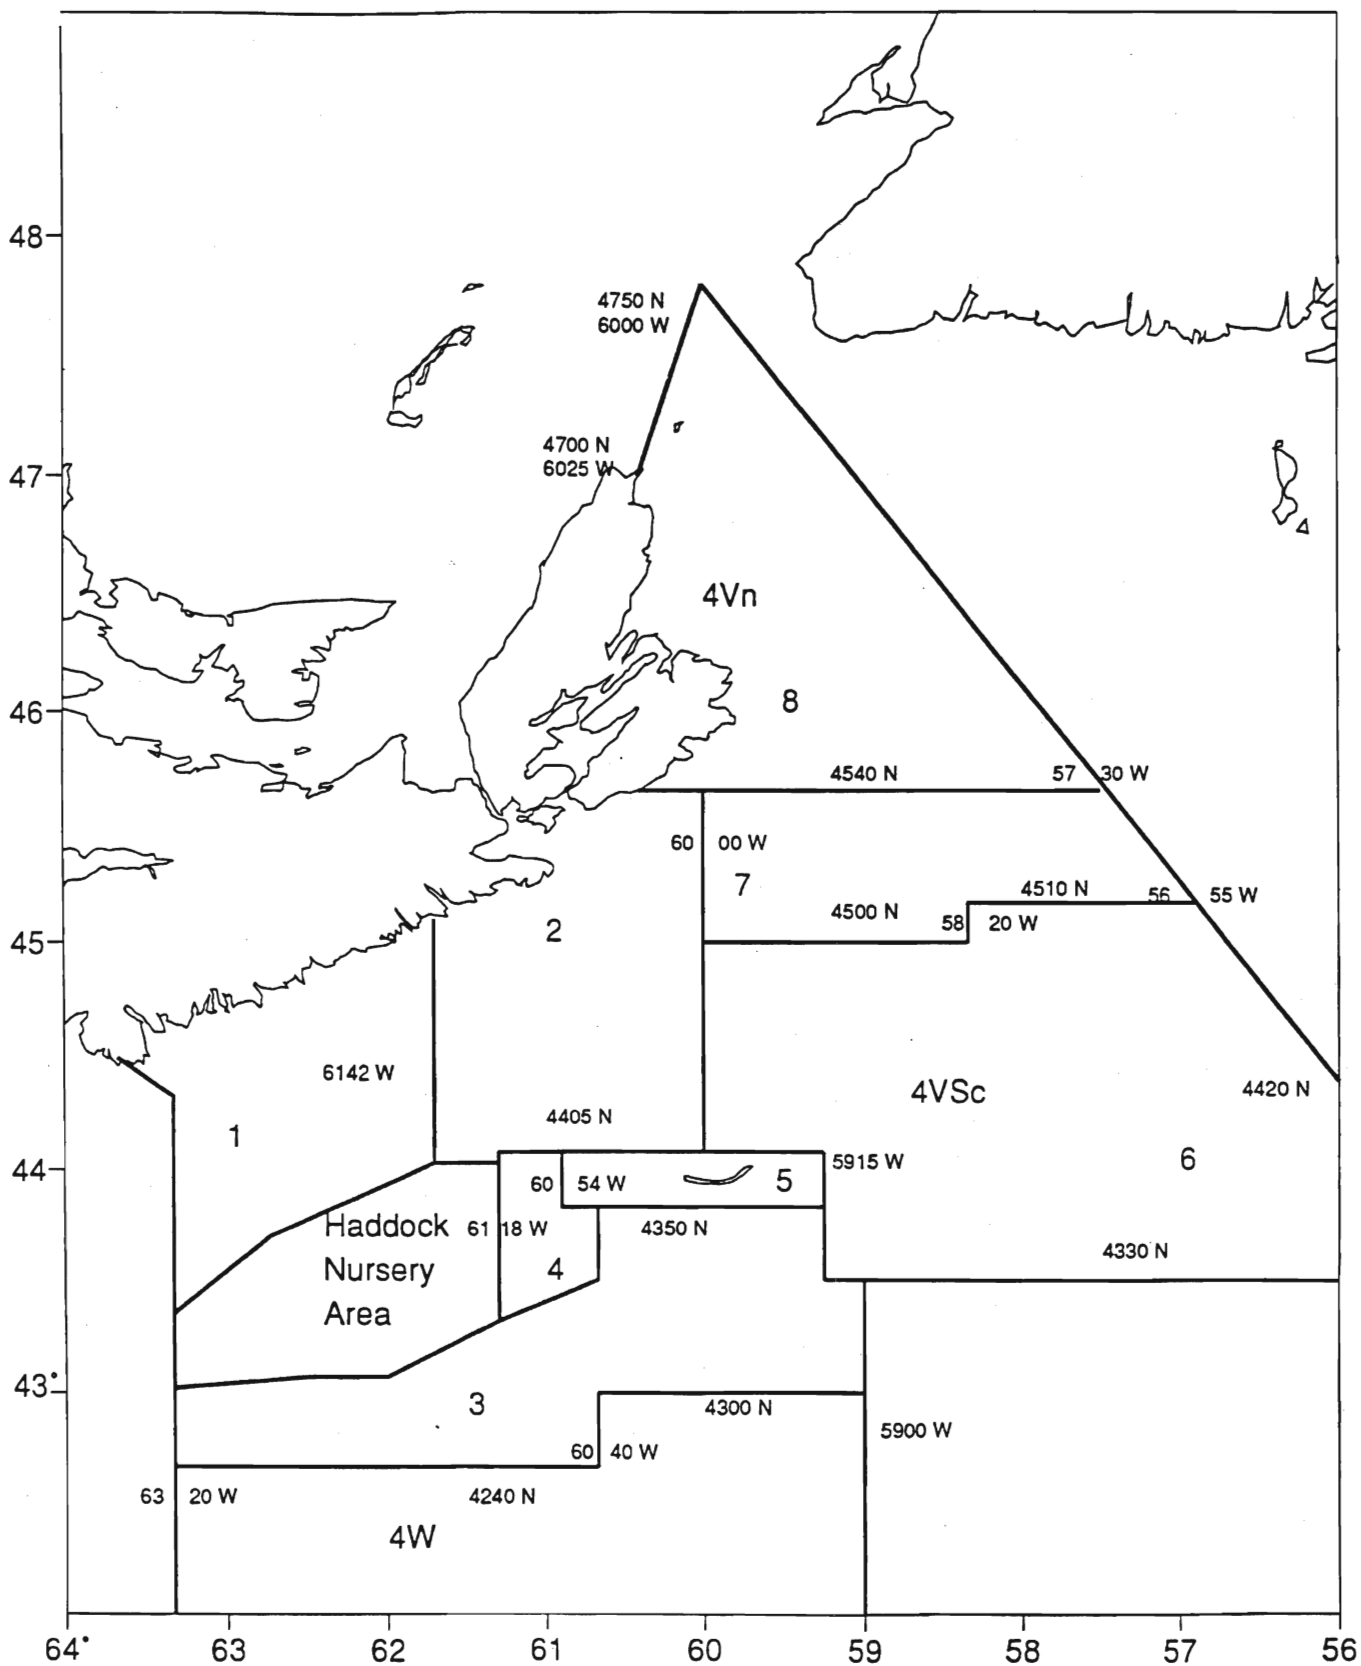 48
4750 N
6000 W
4700 N
6025 W
47
4Vn
46
8
4540 N 57 30 W
60 00 W
7
4510 N 56 55 W
4500 N 58 20 W
2
45
6142 W
4VSc
4420 N
4405 N
1
44
5915 W
6
60 54 W 5
Haddock 61 18 W 4350 N
4330 N
Nursery 4
Area
43°
3
4300 N
5900 W
60 40 W
63 20 W 4240 N
4W
64° 63 62 61 60 59 58 57 56